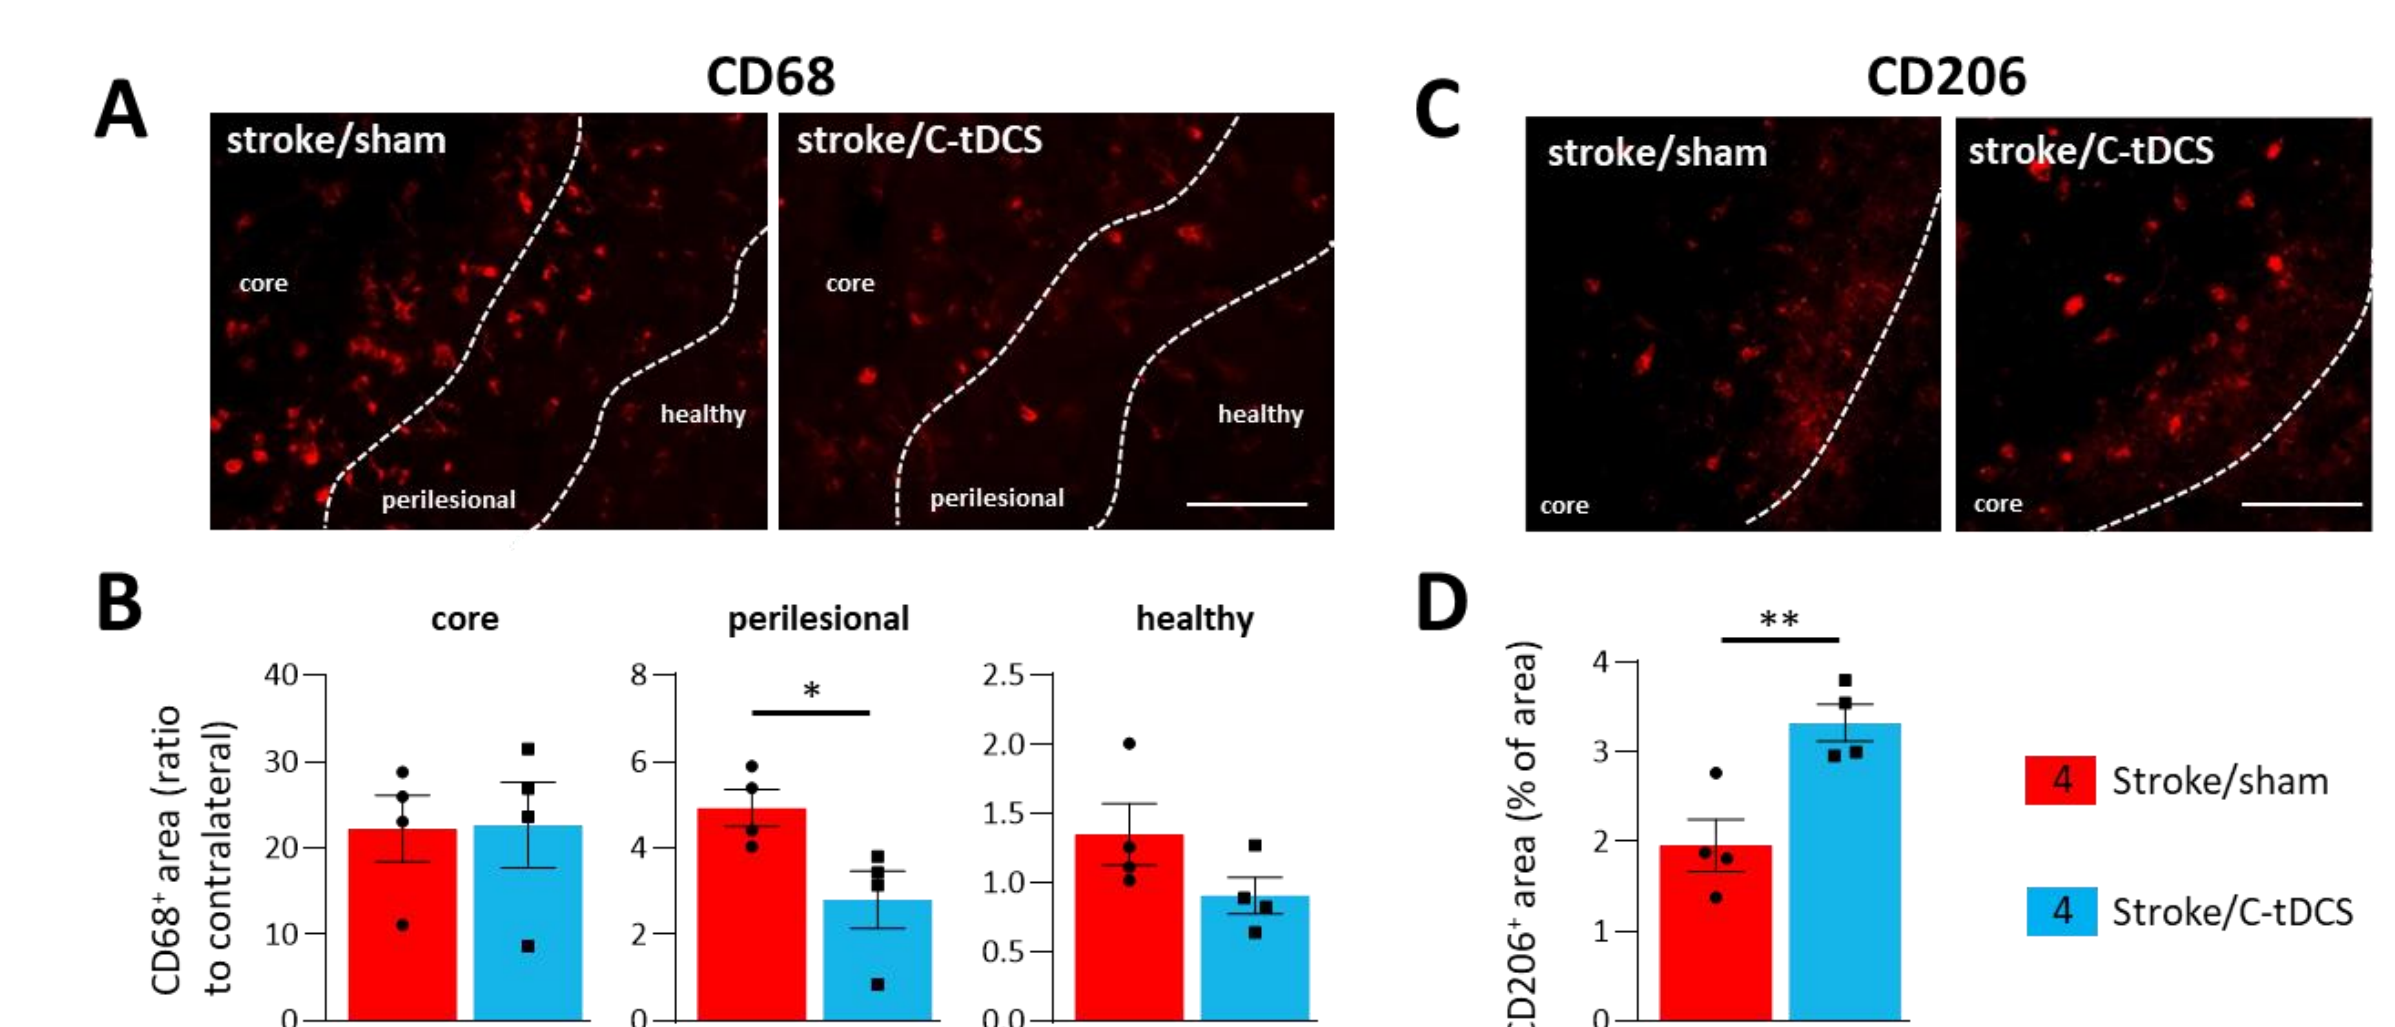 A
CD68
stroke/sham
core
perilesional
healthy
stroke/C-tDCS
core
perilesional
healthy
C
CD206
stroke/sham
core
stroke/C-tDCS
core
B
CD68⁺ area (ratio
to contralateral)
core
40
30
20
10
0
perilesional
8
6
4
2
0
*
healthy
2.5
2.0
1.5
1.0
0.5
0.0
D
CD206⁺ area (% of area)
4
3
2
1
0
**
4 Stroke/sham
4 Stroke/C-tDCS